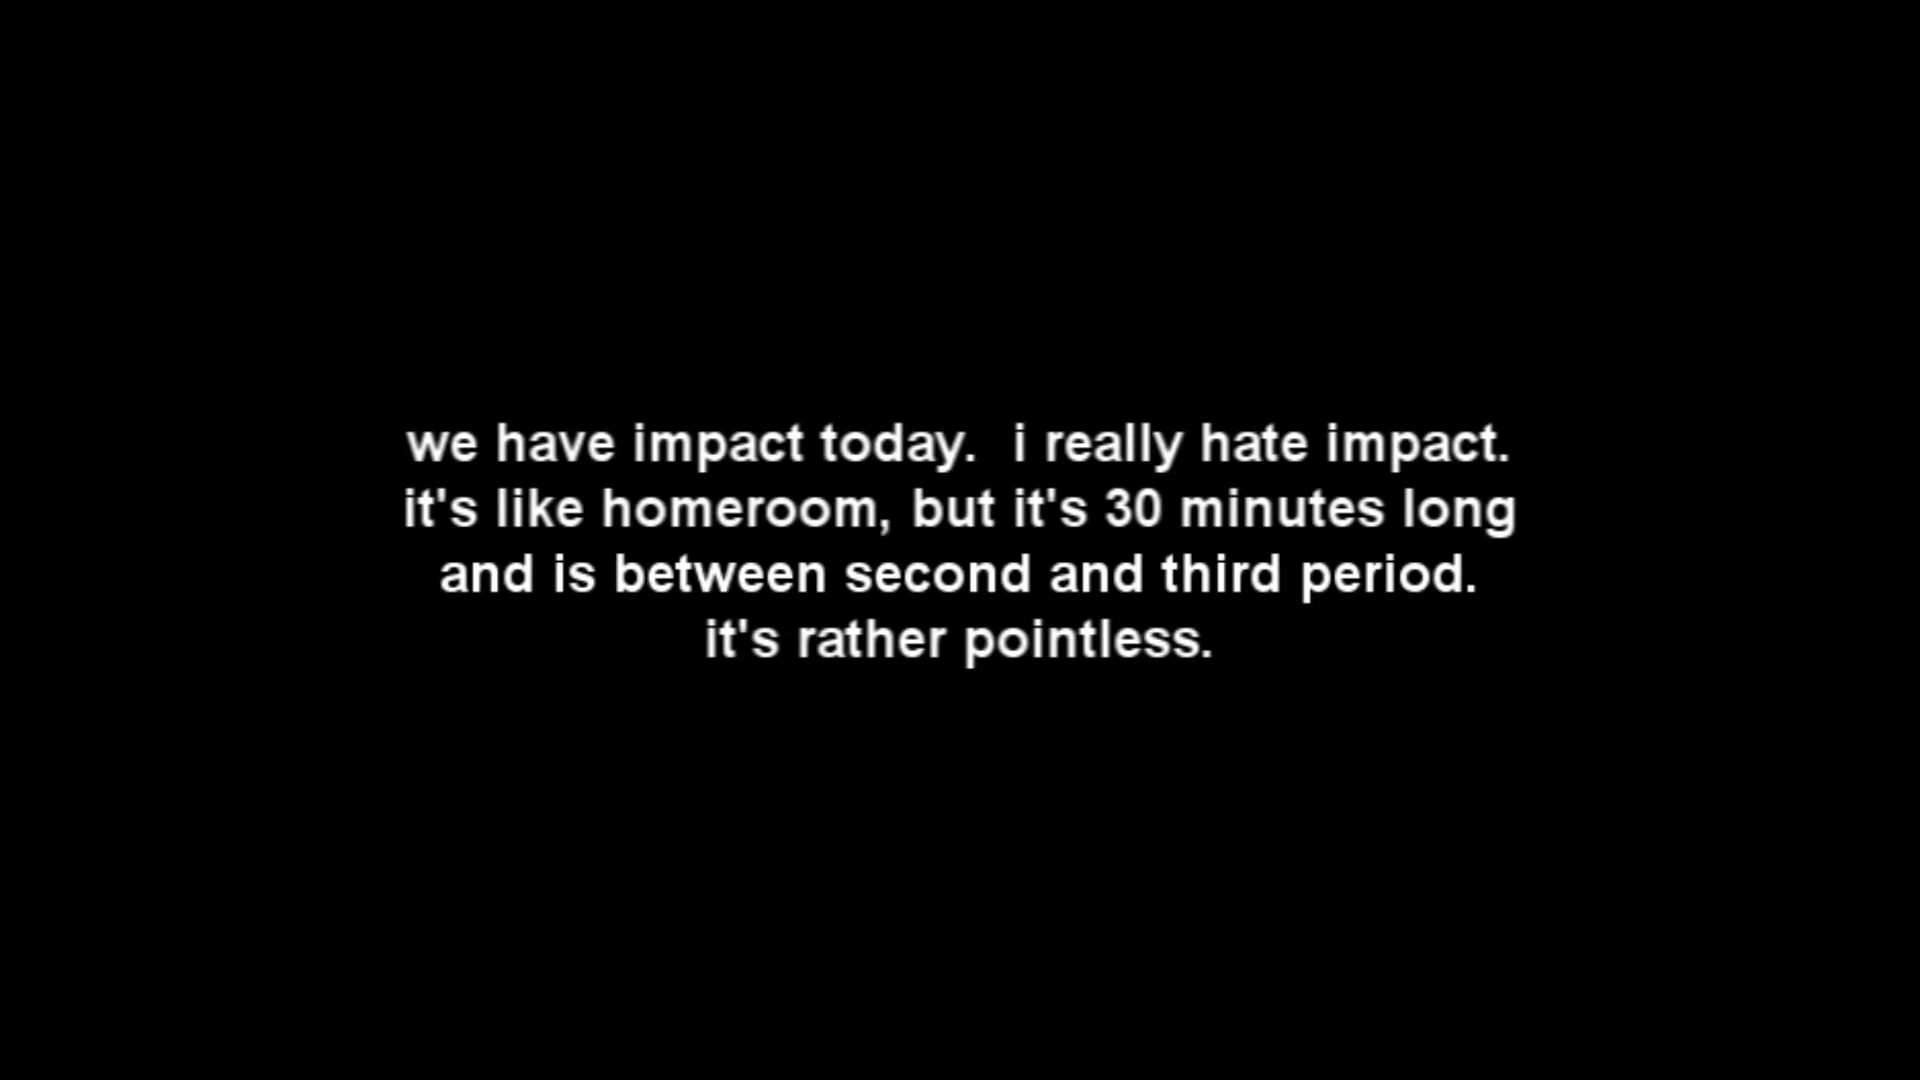 we have impact today.  i really hate impact.
it's like homeroom, but it's 30 minutes long
and is between second and third period.
it's rather pointless.